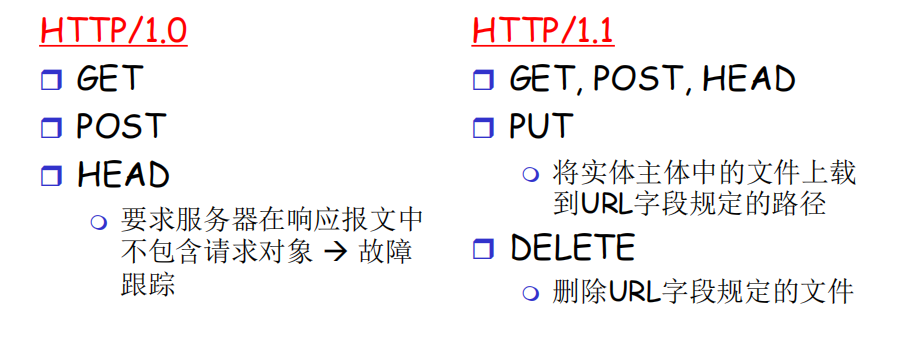 HTTP/1.0
GET
POST
HEAD
要求服务器在响应报文中
不包含请求对象 → 故障
跟踪
HTTP/1.1
GET, POST, HEAD
PUT
将实体主体中的文件上载
到URL字段规定的路径
DELETE
删除URL字段规定的文件